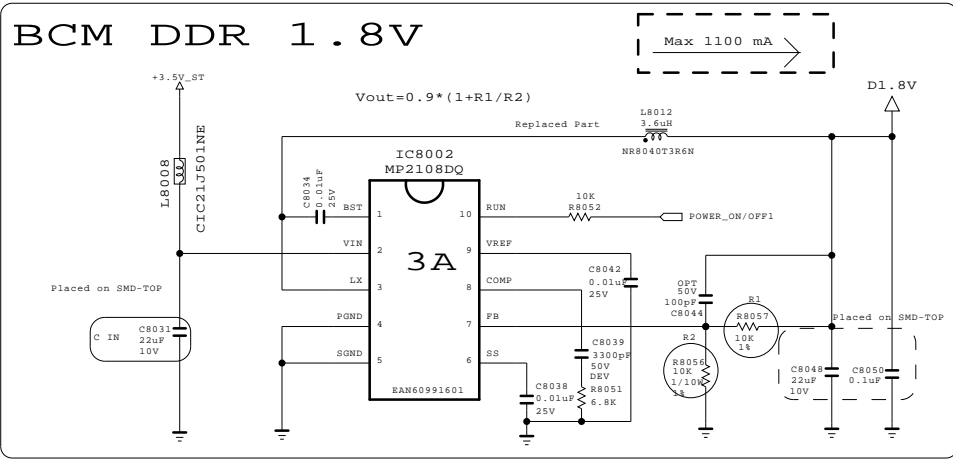 BCM DDR 1.8V
Max 1100 mA
+3.5V_ST
D1.8V
Vout=0.9*(1+R1/R2)
Replaced Part
L8012
3.6uH
NR8040T3R6N
L8008
CIC21J501NE
IC8002
MP2108DQ
C8034
0.01uF
25V
10K
R8052
POWER_ON/OFF1
BST
1
10
RUN
VIN
2
9
VREF
3A
LX
3
8
COMP
PGND
4
7
FB
SGND
5
6
SS
EAN60991601
C8042
0.01uF
25V
OPT
50V
100pF
C8044
R1
R8057
10K
1%
Placed on SMD-TOP
Placed on SMD-TOP
C IN
C8031
22uF
10V
C8039
3300pF
50V
DEV
R8051
6.8K
C8038
0.01uF
25V
R2
R8056
10K
1/10W
1%
C8048
22uF
10V
C8050
0.1uF